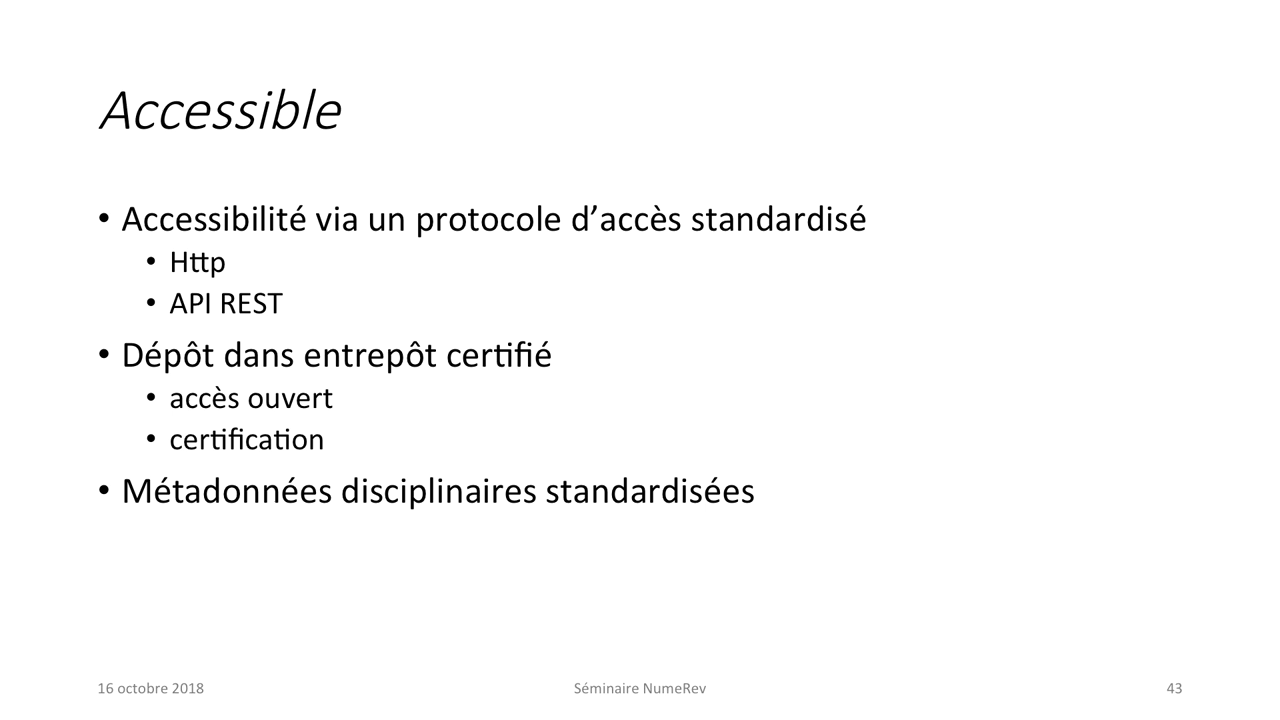 Accessible
• Accessibilité via un protocole d’accès standardisé
• Http
• API REST
• Dépôt dans entrepôt certifié
• accès ouvert
• certification
• Métadonnées disciplinaires standardisées
16 octobre 2018
Séminaire NumeRev
43